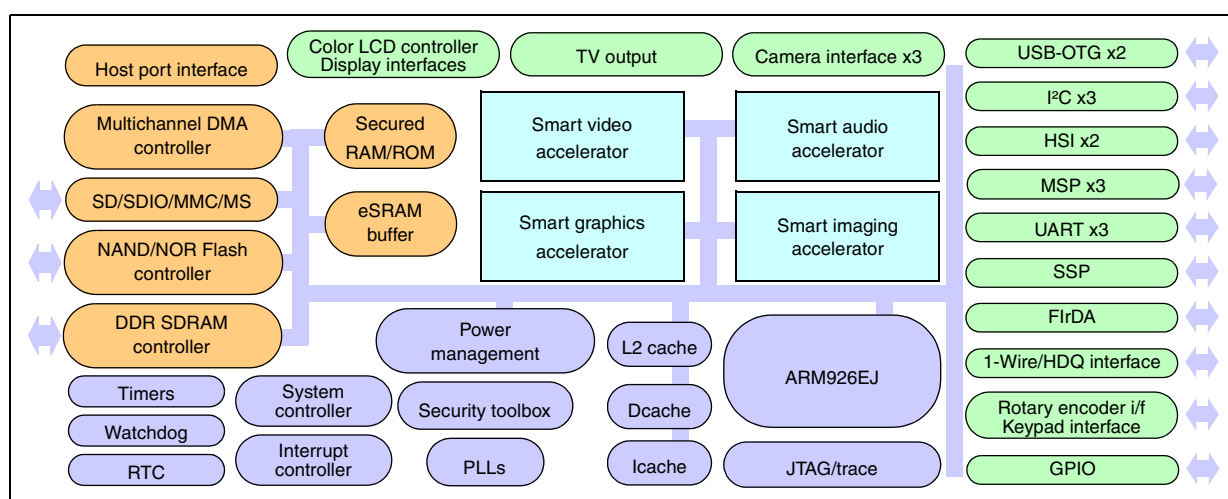 Host port interface
Color LCD controller
Display interfaces
TV output
Camera interface x3
USB-OTG x2
I²C x3
HSI x2
MSP x3
UART x3
SSP
FIrDA
1-Wire/HDQ interface
Rotary encoder i/f
Keypad interface
GPIO
Multichannel DMA
controller
Secured
RAM/ROM
SD/SDIO/MMC/MS
eSRAM
buffer
NAND/NOR Flash
controller
DDR SDRAM
controller
Smart video
accelerator
Smart audio
accelerator
Smart graphics
accelerator
Smart imaging
accelerator
Power
management
L2 cache
ARM926EJ
Timers
System
controller
Security toolbox
Dcache
Watchdog
Interrupt
controller
PLLs
Icache
JTAG/trace
RTC